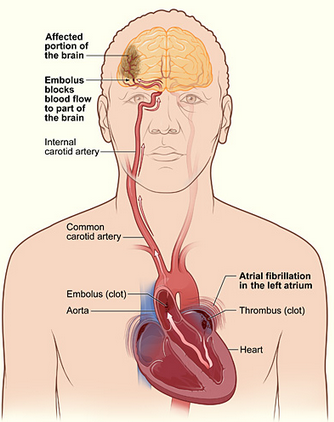 Affected
portion of
the brain
Embolus
blocks
blood flow
to part of
the brain
Internal
carotid artery
Common
carotid artery
Embolus (clot)
Aorta
Atrial fibrillation
in the left atrium
Thrombus (clot)
Heart